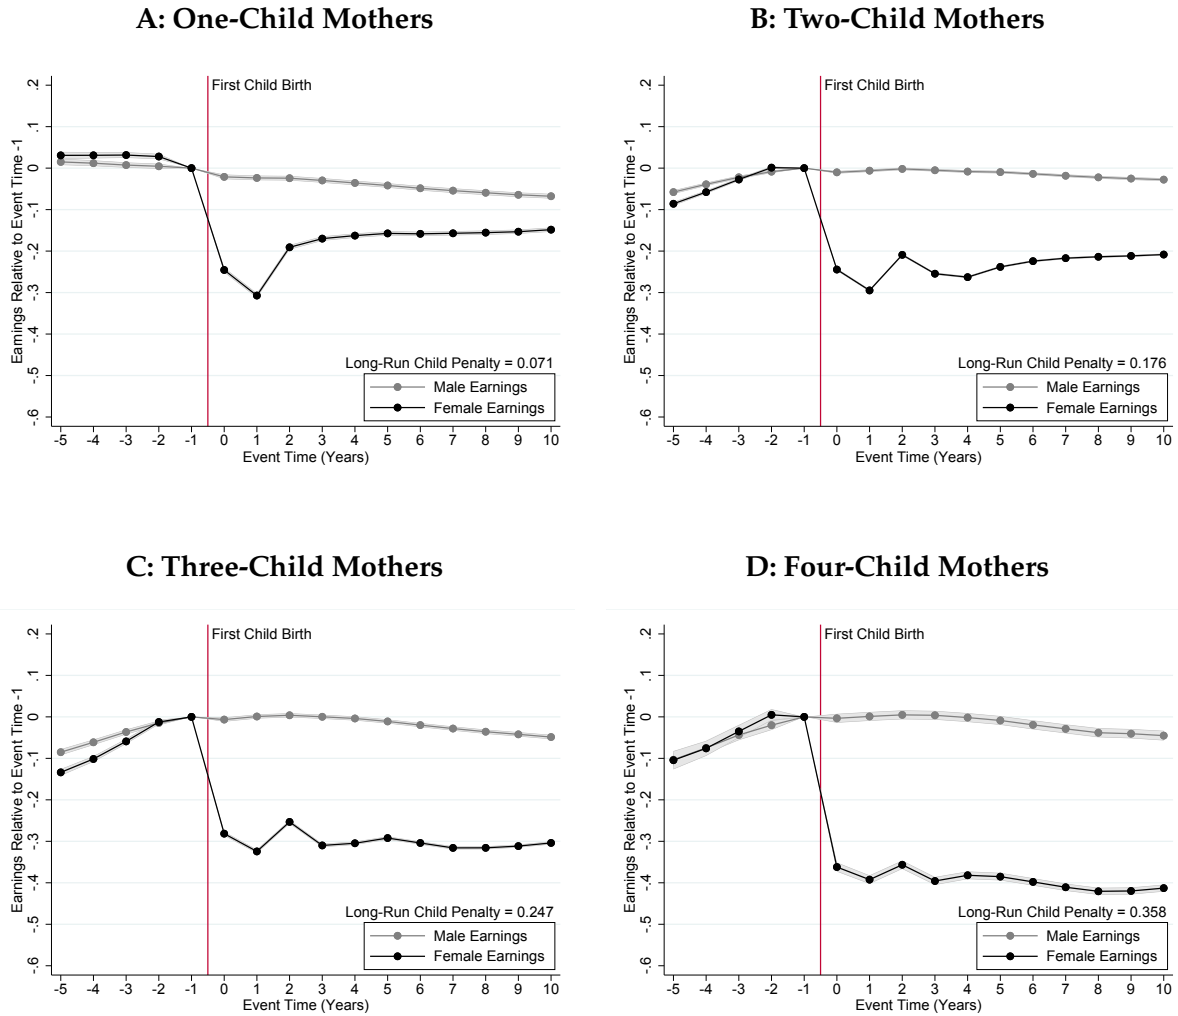 A: One-Child Mothers
Earnings Relative to Event Time -1
.2
.1
0
-.1
-.2
-.3
-.4
-.5
-.6
First Child Birth
Long-Run Child Penalty = 0.071
Male Earnings
Female Earnings
-5 -4 -3 -2 -1 0 1 2 3 4 5 6 7 8 9 10
Event Time (Years)
B: Two-Child Mothers
Earnings Relative to Event Time -1
.2
.1
0
-.1
-.2
-.3
-.4
-.5
-.6
First Child Birth
Long-Run Child Penalty = 0.176
Male Earnings
Female Earnings
-5 -4 -3 -2 -1 0 1 2 3 4 5 6 7 8 9 10
Event Time (Years)
C: Three-Child Mothers
Earnings Relative to Event Time -1
.2
.1
0
-.1
-.2
-.3
-.4
-.5
-.6
First Child Birth
Long-Run Child Penalty = 0.247
Male Earnings
Female Earnings
-5 -4 -3 -2 -1 0 1 2 3 4 5 6 7 8 9 10
Event Time (Years)
D: Four-Child Mothers
Earnings Relative to Event Time -1
.2
.1
0
-.1
-.2
-.3
-.4
-.5
-.6
First Child Birth
Long-Run Child Penalty = 0.358
Male Earnings
Female Earnings
-5 -4 -3 -2 -1 0 1 2 3 4 5 6 7 8 9 10
Event Time (Years)